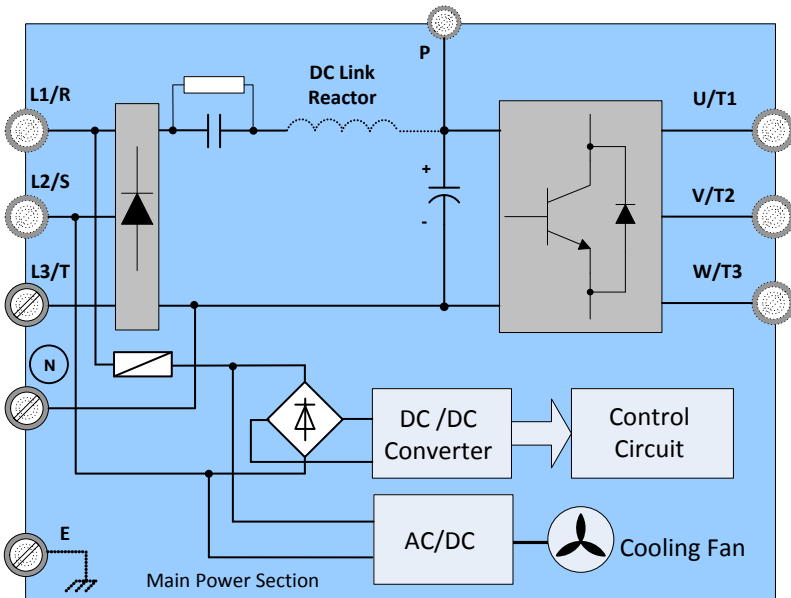 P
L1/R
DC Link
Reactor
U/T1
+
L2/S
V/T2
-
L3/T
W/T3
N
DC /DC
Converter
Control
Circuit
E
AC/DC
Cooling Fan
Main Power Section